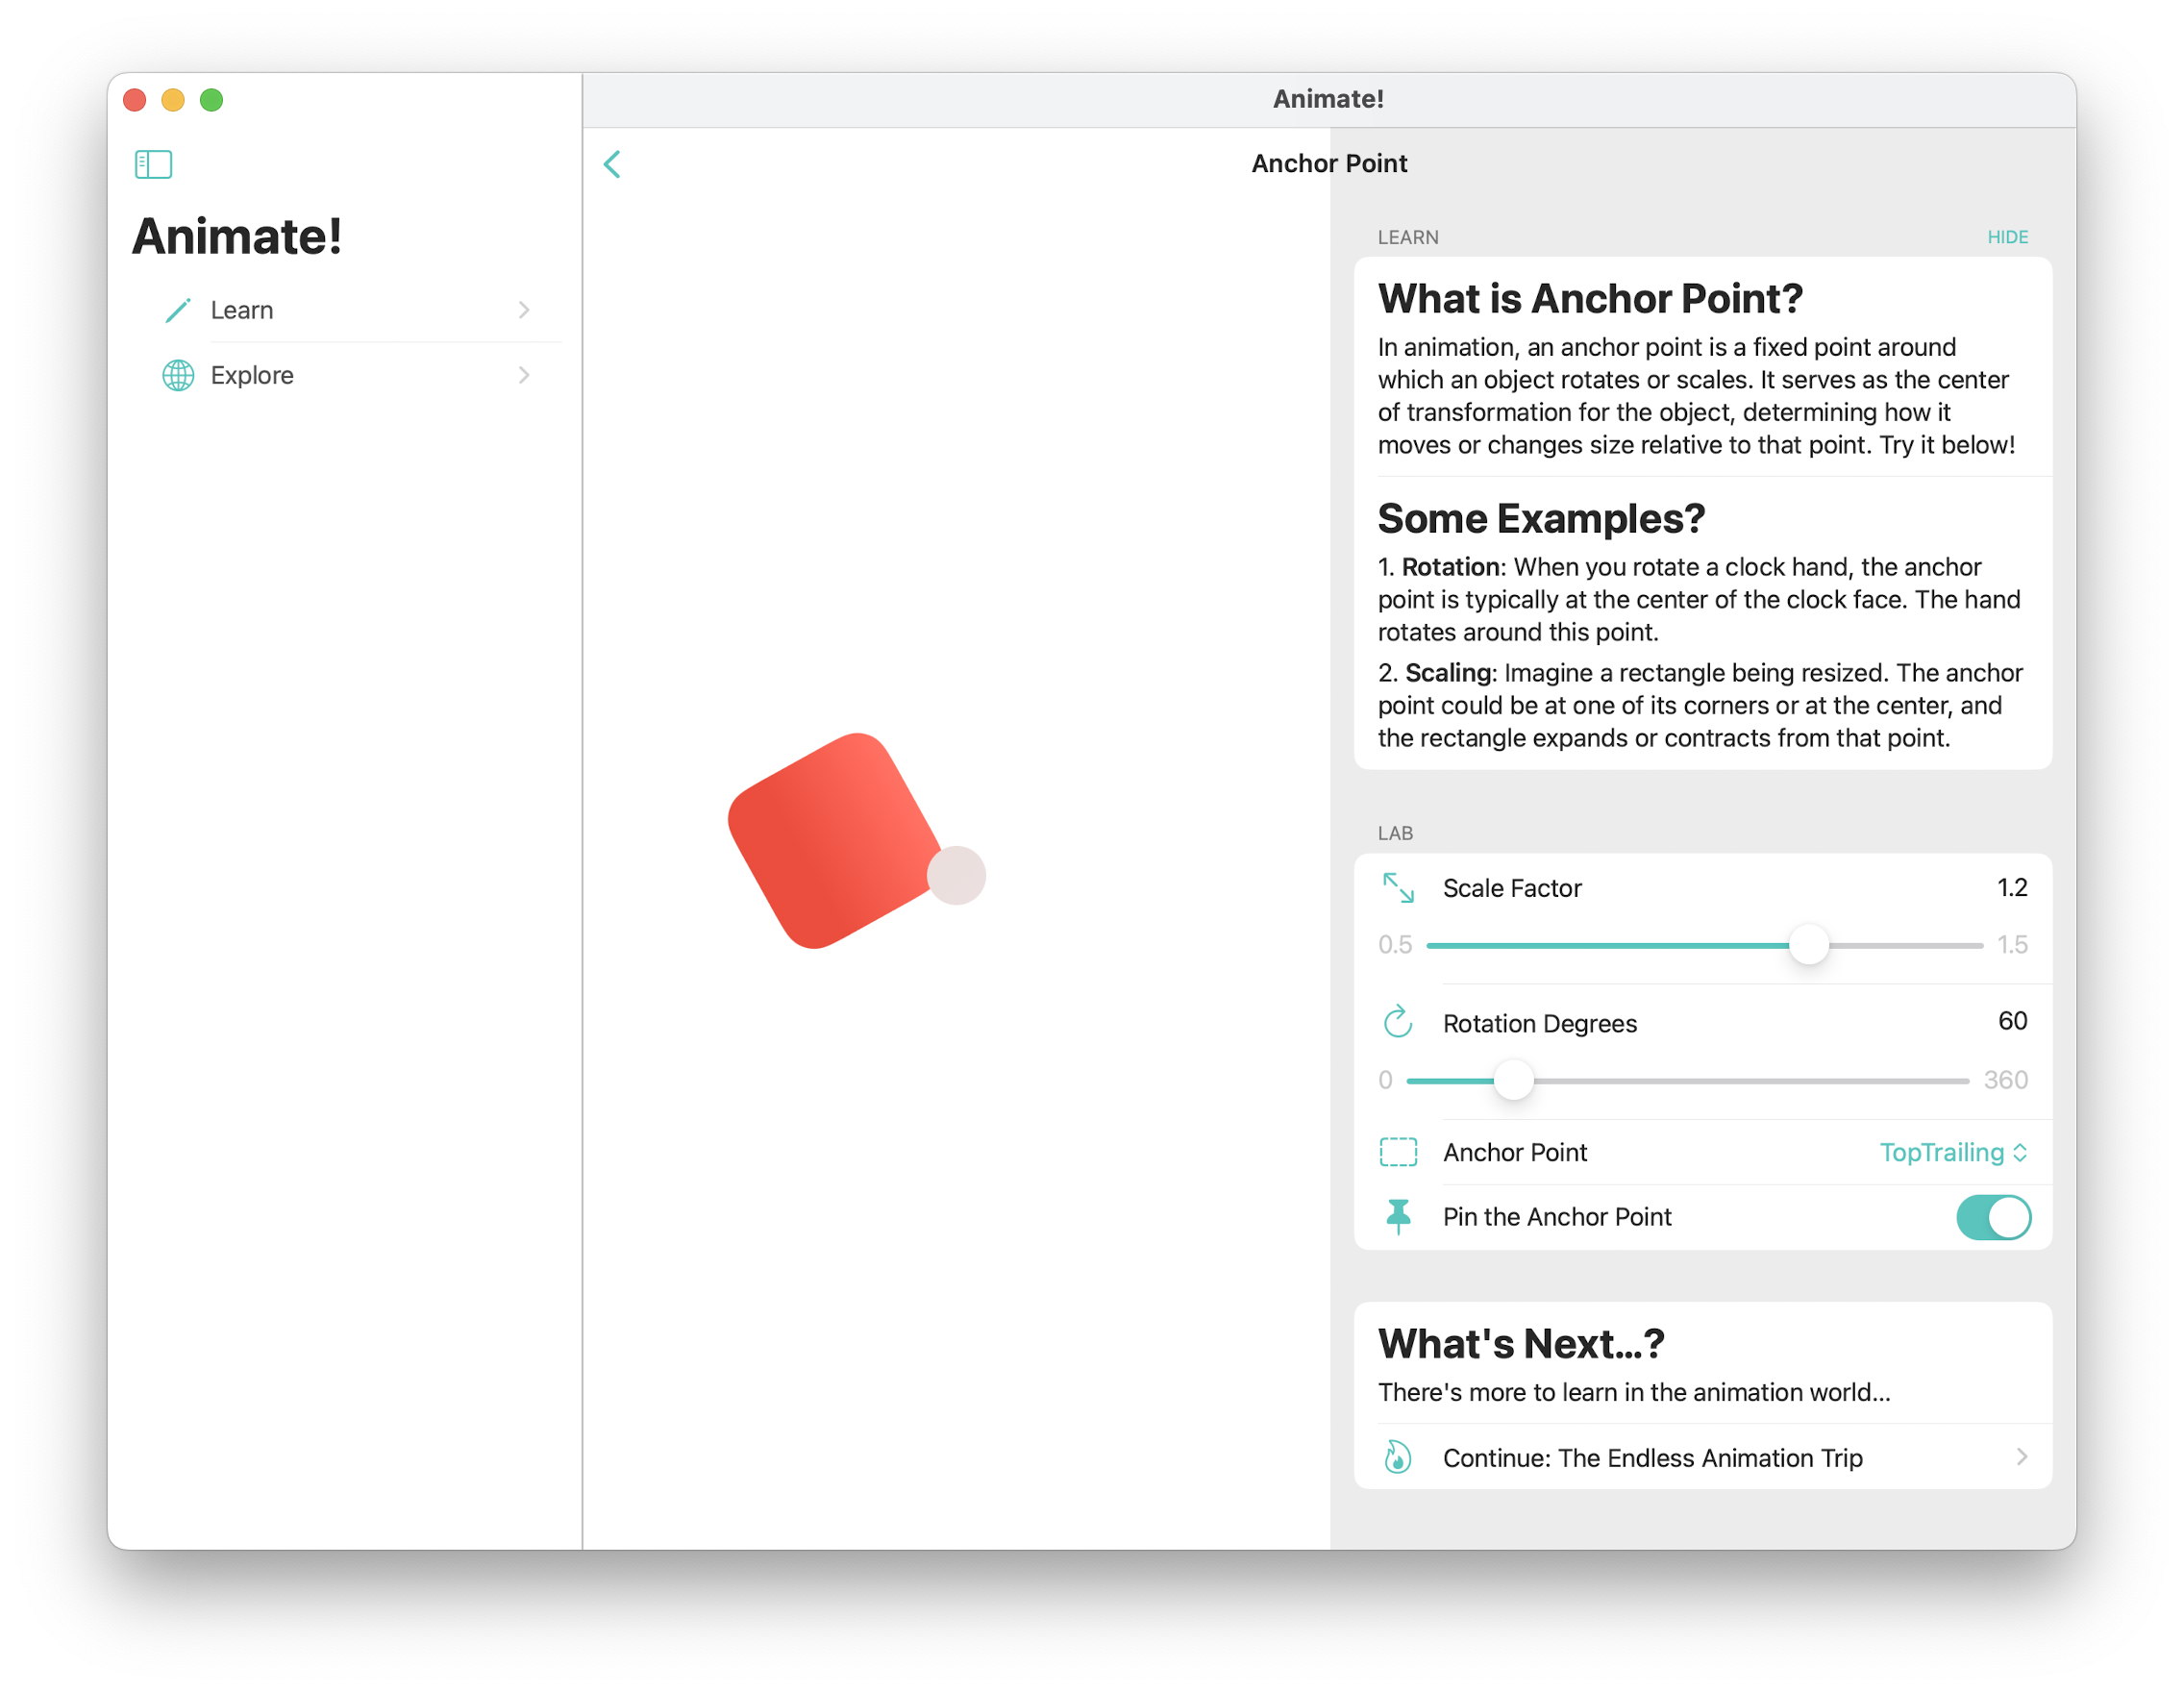 Animate!
Animate!
Learn
Explore
Anchor Point
LEARN
HIDE
What is Anchor Point?
In animation, an anchor point is a fixed point around
which an object rotates or scales. It serves as the center
of transformation for the object, determining how it
moves or changes size relative to that point. Try it below!
Some Examples?
1. Rotation: When you rotate a clock hand, the anchor
point is typically at the center of the clock face. The hand
rotates around this point.
2. Scaling: Imagine a rectangle being resized. The anchor
point could be at one of its corners or at the center, and
the rectangle expands or contracts from that point.
LAB
Scale Factor 1.2
0.5 1.5
Rotation Degrees 60
0 360
Anchor Point TopTrailing
Pin the Anchor Point
What's Next...?
There's more to learn in the animation world...
Continue: The Endless Animation Trip